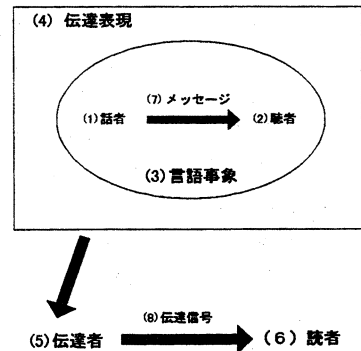 (4) 伝達表現
(7) メッセージ
(1) 話者
(2) 聴者
(3) 言語事象
(8) 伝達信号
(5) 伝達者
(6) 読者